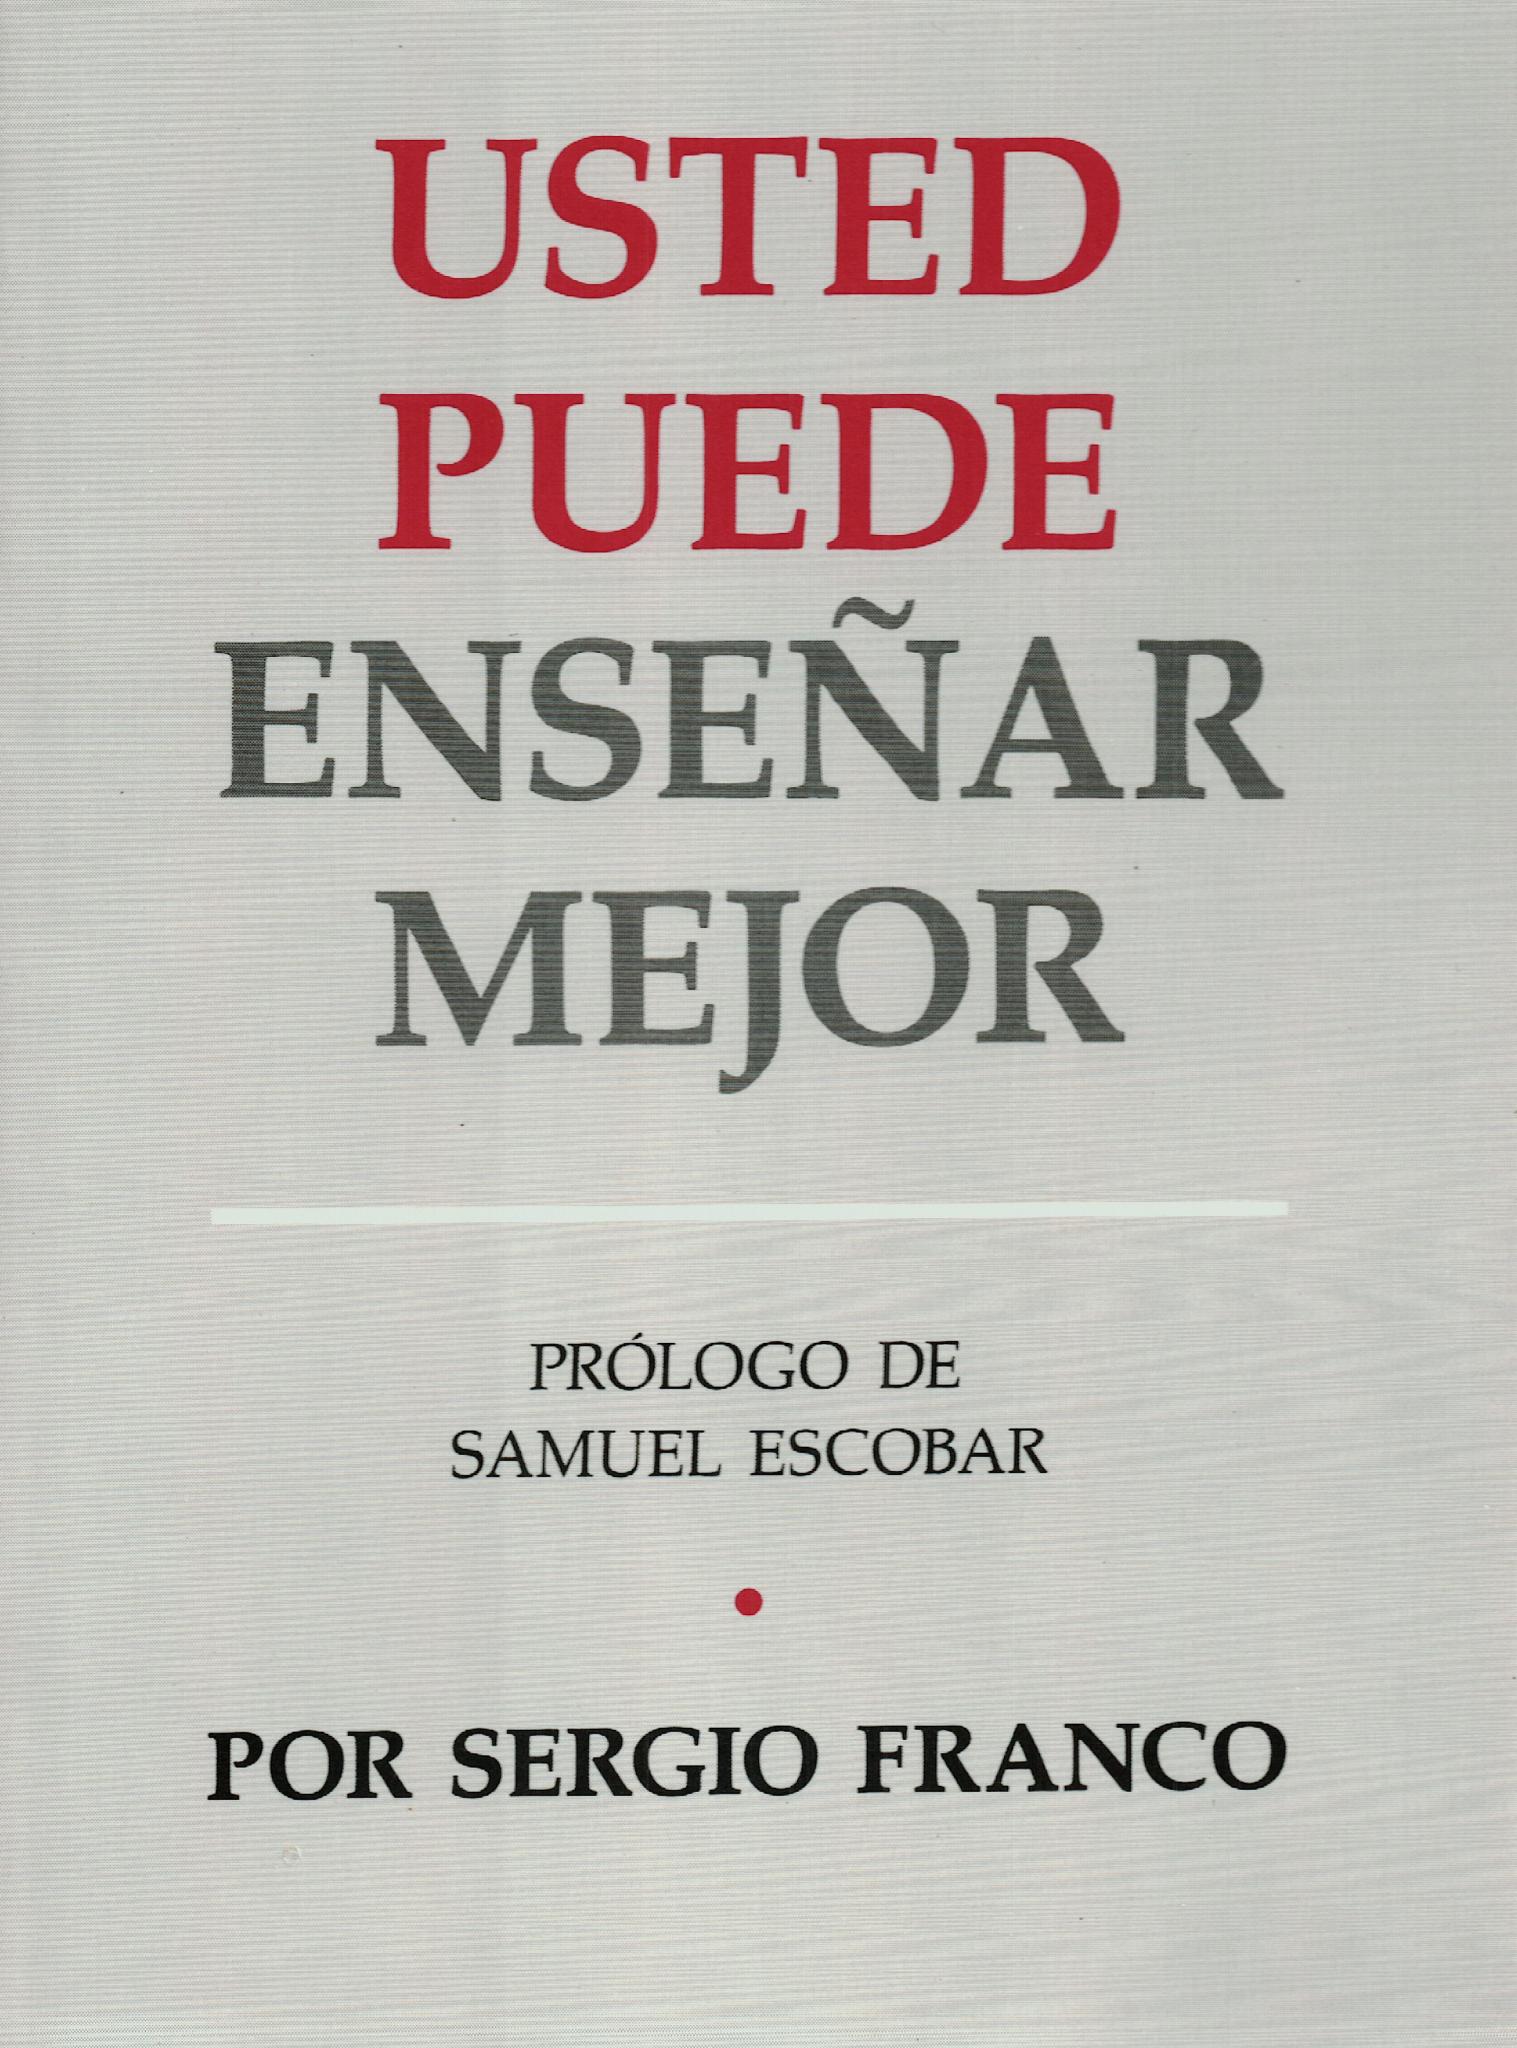 USTED
PUEDE
ENSEÑAR
MEJOR
PRÓLOGO DE
SAMUEL ESCOBAR
POR SERGIO FRANCO